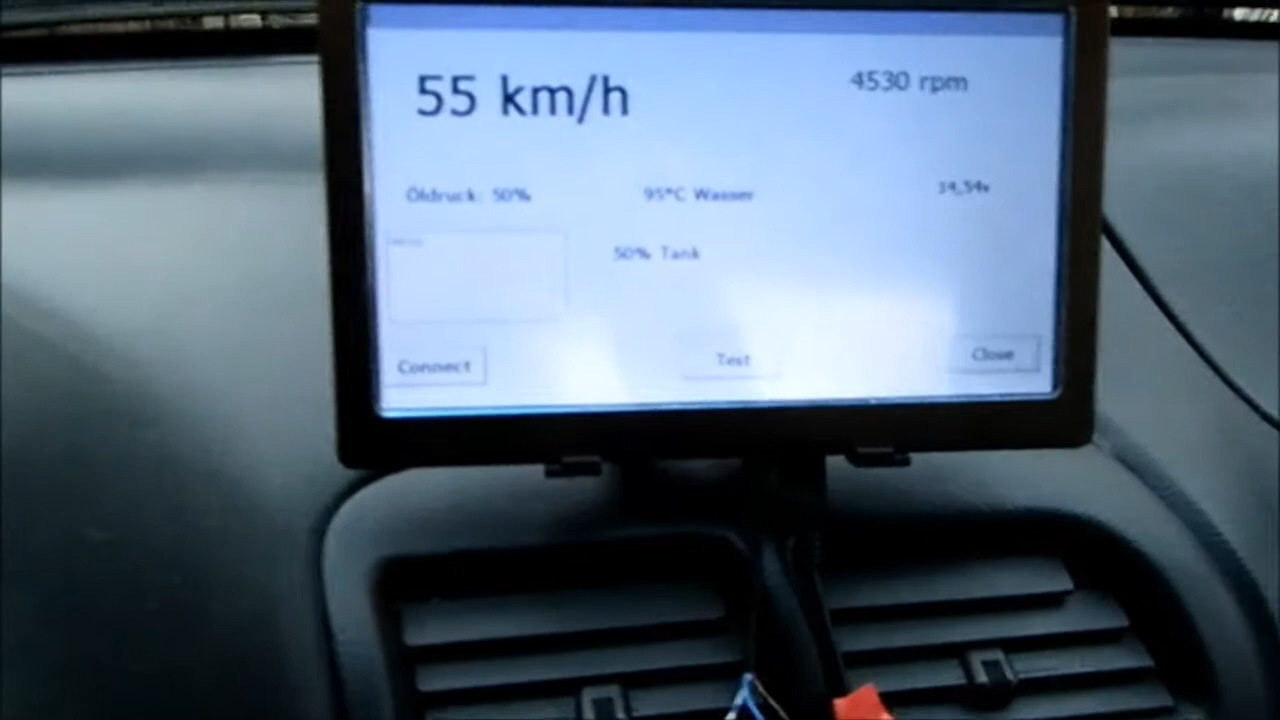 55 km/h
4530 rpm
Öldruck: 50%
95°C Wasser
14,54v
50% Tank
Connect
Test
Close